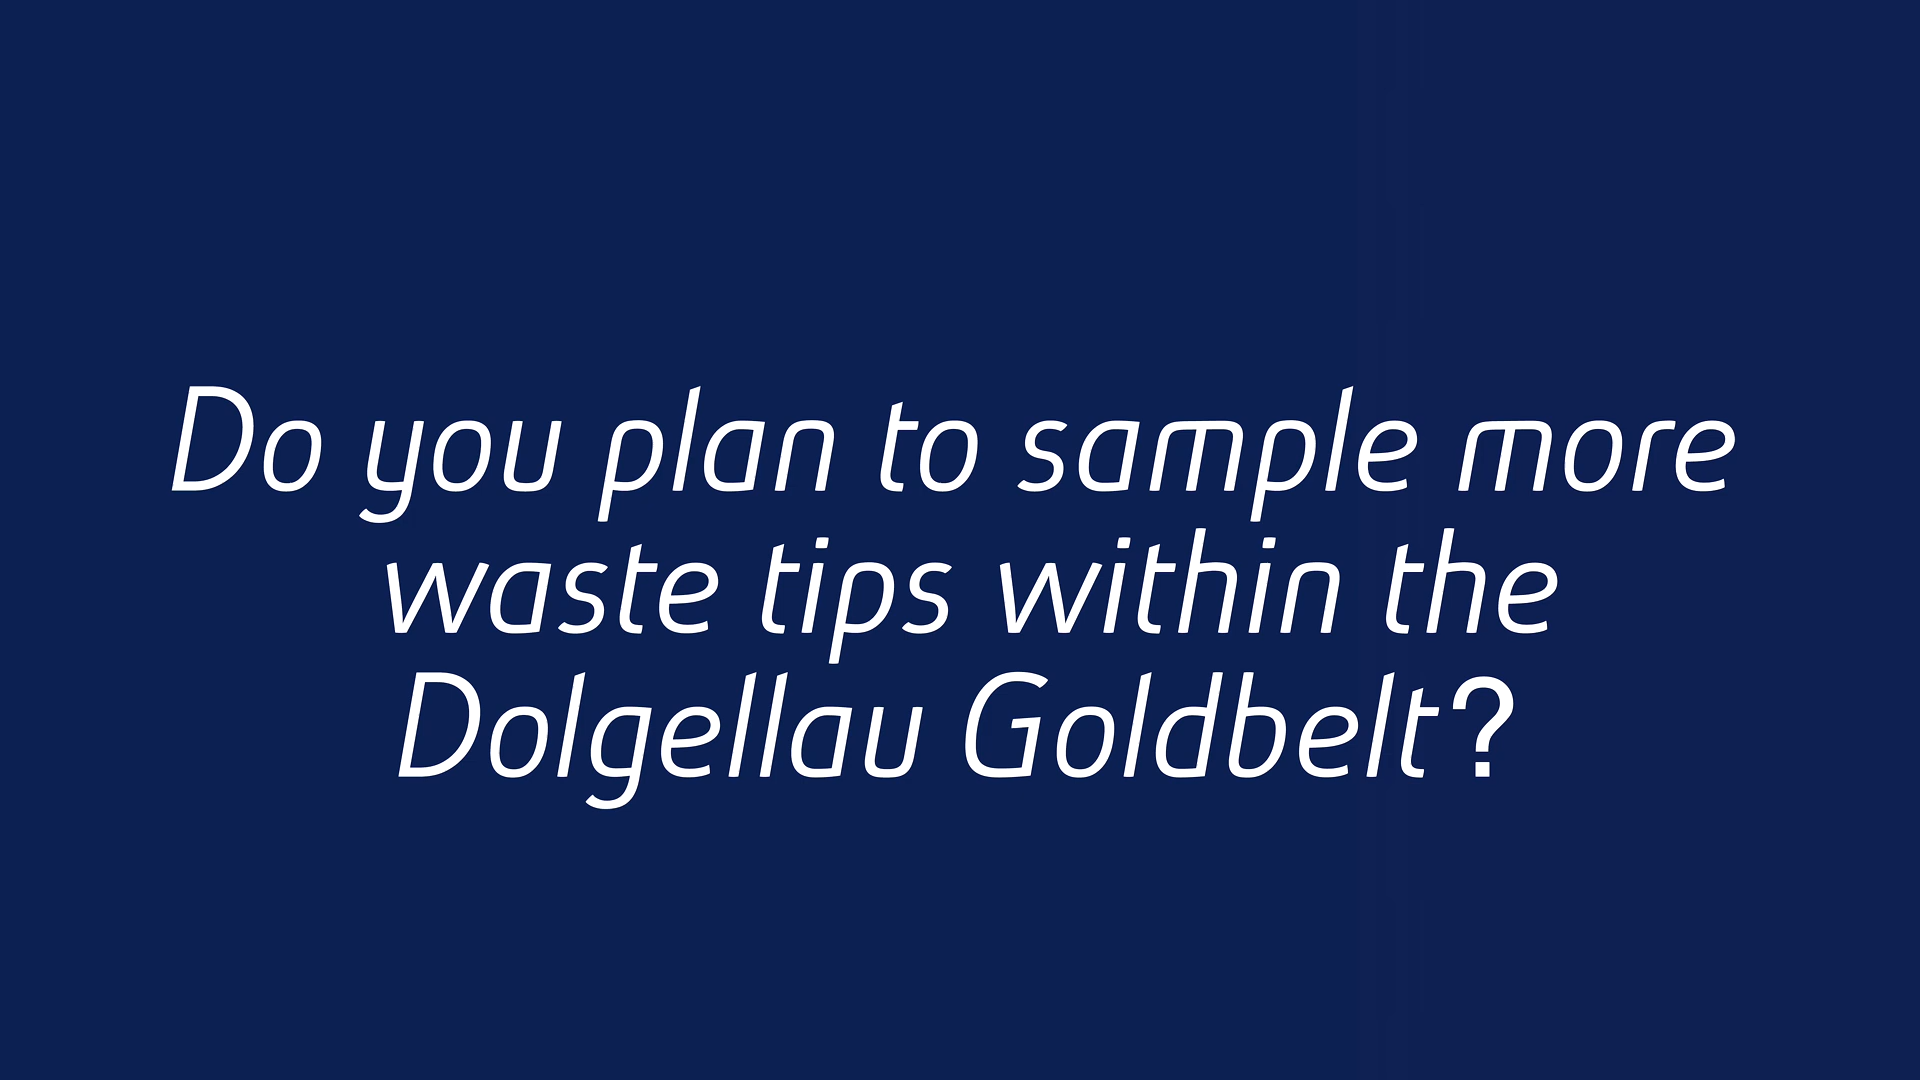 Do you plan to sample more
waste tips within the
Dolgellau Goldbelt?